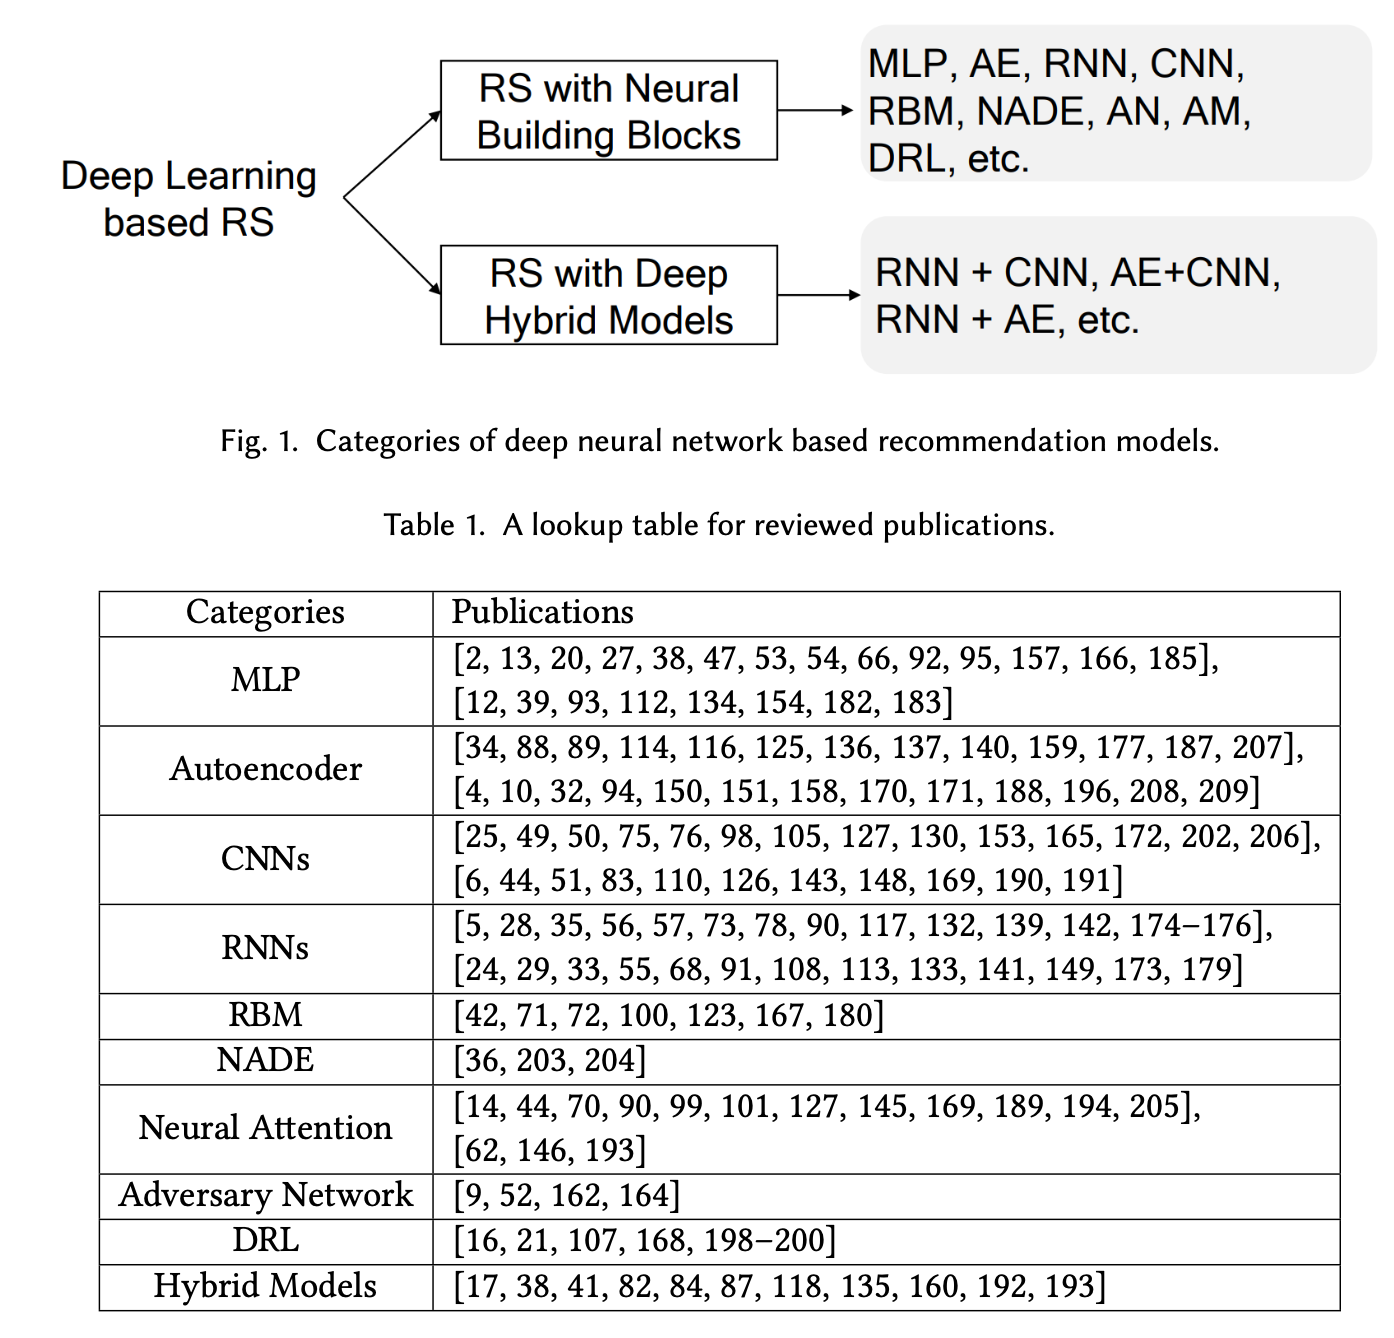 Deep Learning
based RS
RS with Neural
Building Blocks
MLP, AE, RNN, CNN,
RBM, NADE, AN, AM,
DRL, etc.
RS with Deep
Hybrid Models
RNN + CNN, AE+CNN,
RNN + AE, etc.
Fig. 1. Categories of deep neural network based recommendation models.
Table 1. A lookup table for reviewed publications.
Categories Publications
MLP
[2, 13, 20, 27, 38, 47, 53, 54, 66, 92, 95, 157, 166, 185],
[12, 39, 93, 112, 134, 154, 182, 183]
Autoencoder
[34, 88, 89, 114, 116, 125, 136, 137, 140, 159, 177, 187, 207],
[4, 10, 32, 94, 150, 151, 158, 170, 171, 188, 196, 208, 209]
CNNs
[25, 49, 50, 75, 76, 98, 105, 127, 130, 153, 165, 172, 202, 206],
[6, 44, 51, 83, 110, 126, 143, 148, 169, 190, 191]
RNNs
[5, 28, 35, 56, 57, 73, 78, 90, 117, 132, 139, 142, 174–176],
[24, 29, 33, 55, 68, 91, 108, 113, 133, 141, 149, 173, 179]
RBM [42, 71, 72, 100, 123, 167, 180]
NADE [36, 203, 204]
Neural Attention
[14, 44, 70, 90, 99, 101, 127, 145, 169, 189, 194, 205],
[62, 146, 193]
Adversary Network [9, 52, 162, 164]
DRL [16, 21, 107, 168, 198–200]
Hybrid Models [17, 38, 41, 82, 84, 87, 118, 135, 160, 192, 193]